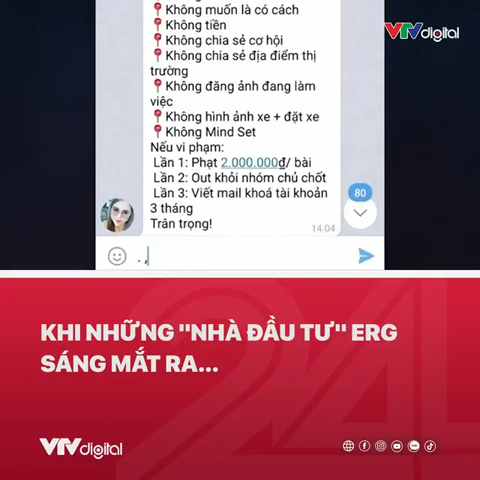 📍Không muốn là có cách
📍Không tiền
📍Không chia sẻ cơ hội
📍Không chia sẻ địa điểm thị
trường
📍Không đăng ảnh đang làm
việc
📍Không hình ảnh xe + đặt xe
📍Không Mind Set
Nếu vi phạm:
Lần 1: Phạt 2.000.000₫/ bài
Lần 2: Out khỏi nhóm chủ chốt
Lần 3: Viết mail khoá tài khoản
3 tháng
Trân trọng!
14:04
80
. ,
VTVdigital
KHI NHỮNG "NHÀ ĐẦU TƯ" ERG
SÁNG MẮT RA...
24
VTVdigital